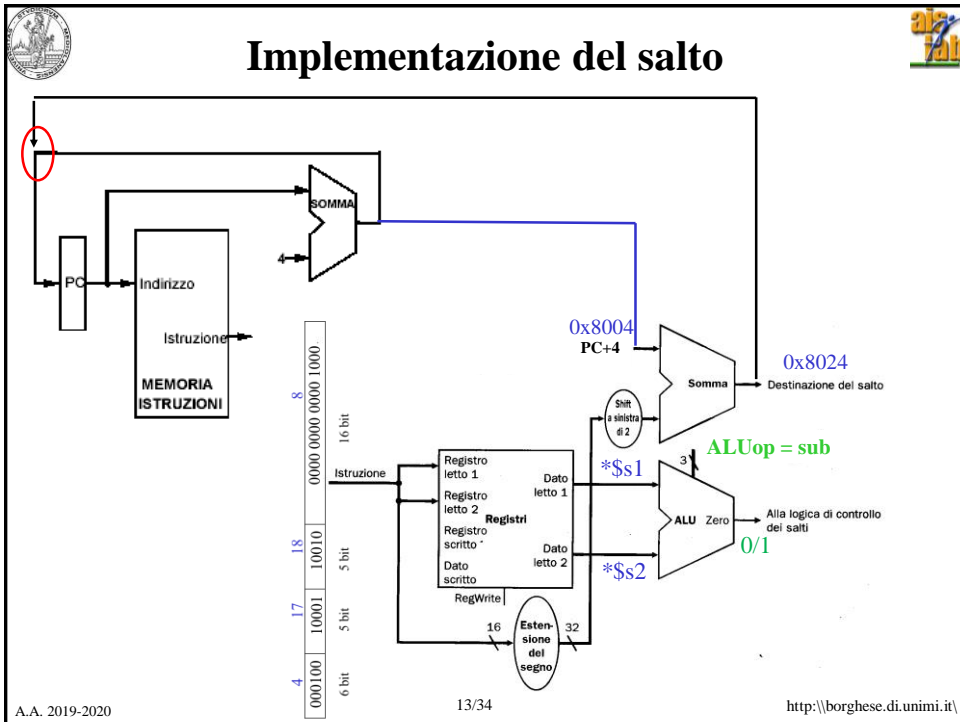 Implementazione del salto
SOMMA
4
PC
Indirizzo
Istruzione
MEMORIA
ISTRUZIONI
0x8004
PC+4
Somma
0x8024
Destinazione del salto
Shift
a sinistra
di 2
ALUop = sub
3
*$s1
Istruzione
Registro
letto 1
Registro
letto 2
Registri
Registro
scritto
Dato
scritto
Dato
letto 1
Dato
letto 2
RegWrite
*$s2
ALU
Zero
Alla logica di controllo
dei salti
0/1
16
Esten-
sione
del
segno
32
4 17 18 8
000100 10001 10010 0000 0000 0000 1000
6 bit 5 bit 5 bit 16 bit
A.A. 2019-2020
13/34
http:\\borghese.di.unimi.it\